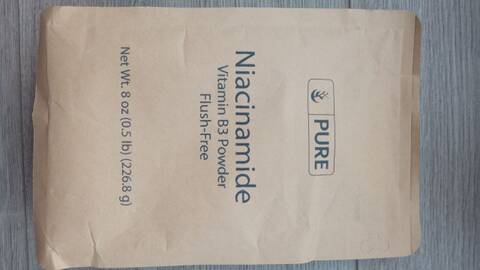 PURE
Niacinamide
Vitamin B3 Powder
Flush-Free
Net Wt. 8 oz (0.5 lb) (226.8 g)